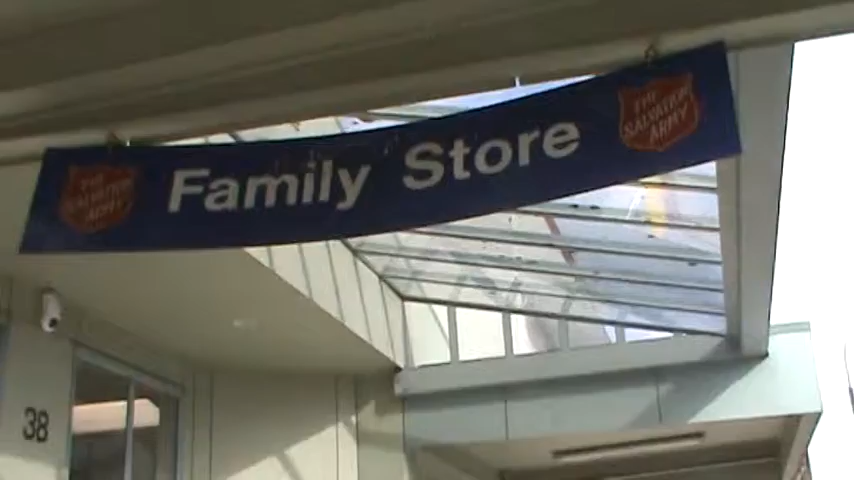 THE
SALVATION
ARMY
Family Store
THE
SALVATION
ARMY
38